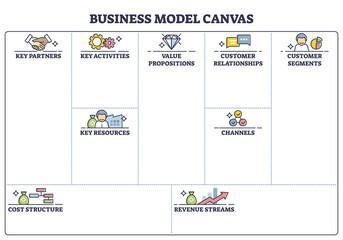 BUSINESS MODEL CANVAS
KEY PARTNERS
KEY ACTIVITIES
VALUE
PROPOSITIONS
CUSTOMER
RELATIONSHIPS
CUSTOMER
SEGMENTS
KEY RESOURCES
CHANNELS
COST STRUCTURE
REVENUE STREAMS